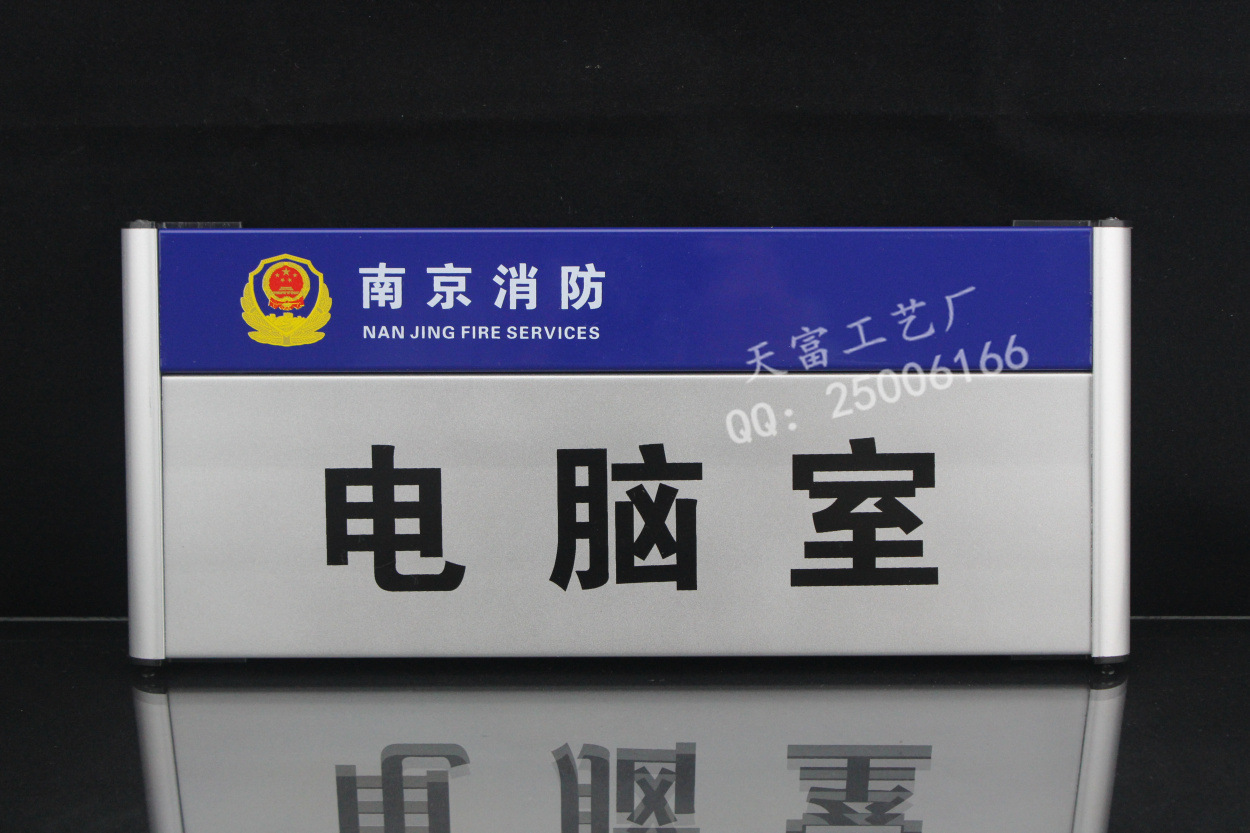 南京消防
NAN JING FIRE SERVICES
天富工艺厂
QQ: 25006166
电脑室